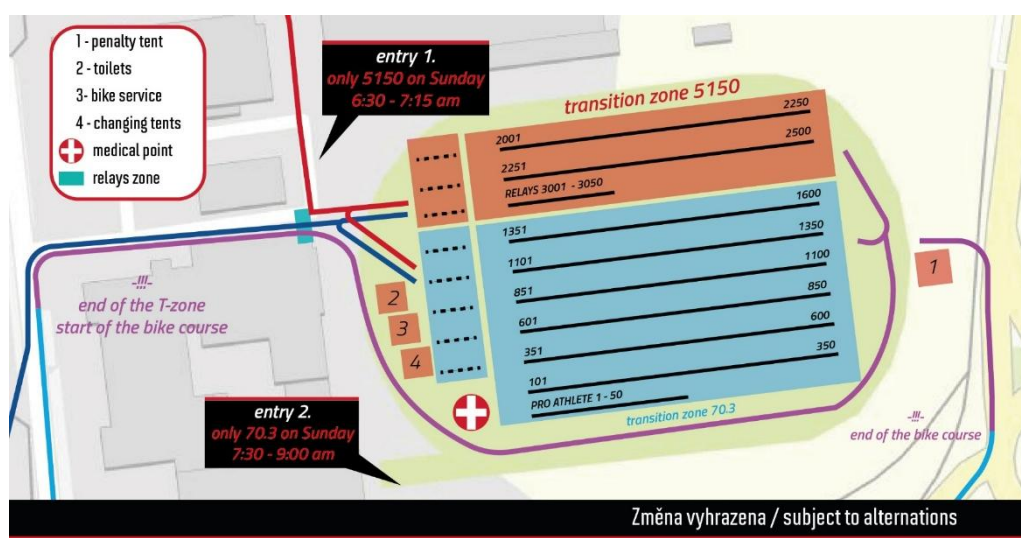 1 - penalty tent
2 - toilets
3- bike service
4 - changing tents
medical point
relays zone
entry 1.
only 5150 on Sunday
6:30 - 7:15 am
transition zone 5150
2001 2250
2251 2500
RELAYS 3001 - 3050
1351 1600
1101 1350
851 1100
601 850
351 600
101 350
PRO ATHLETE 1 - 50
transition zone 70.3
2
3
4
1
-!!!-
end of the T-zone
start of the bike course
entry 2.
only 70.3 on Sunday
7:30 - 9:00 am
-!!!-
end of the bike course
Změna vyhrazena / subject to alternations